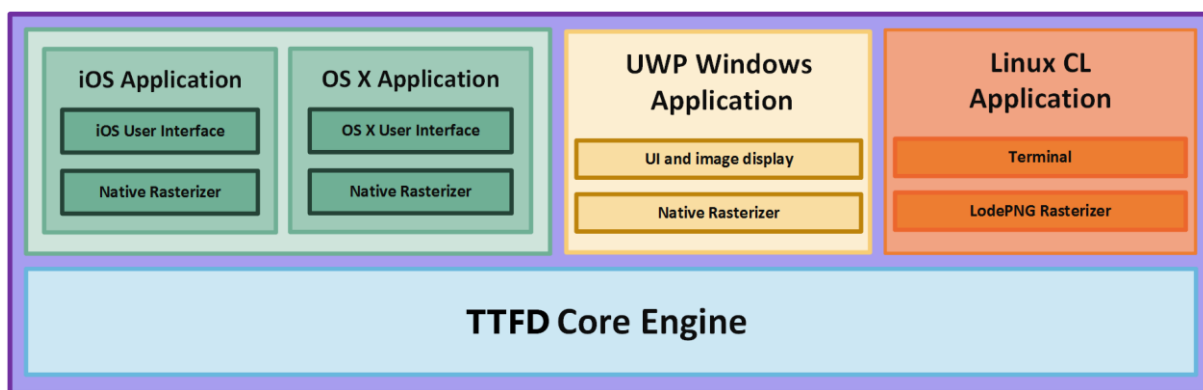 iOS Application
iOS User Interface
Native Rasterizer
OS X Application
OS X User Interface
Native Rasterizer
UWP Windows
Application
UI and image display
Native Rasterizer
Linux CL
Application
Terminal
LodePNG Rasterizer
TTFD Core Engine